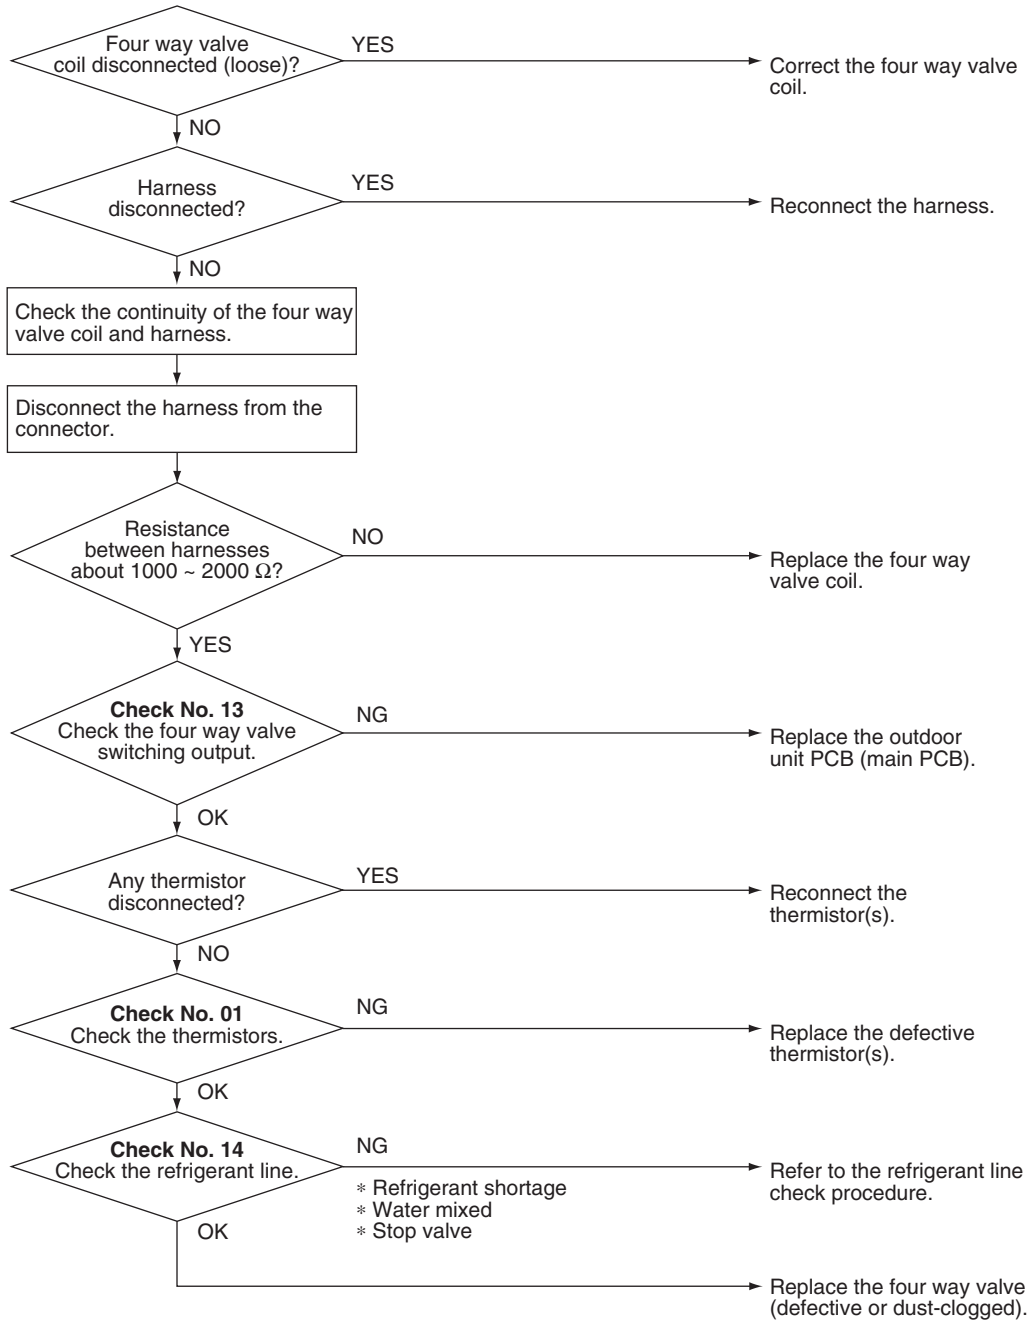 Four way valve
coil disconnected (loose)?
YES
Correct the four way valve
coil.
NO
Harness
disconnected?
YES
Reconnect the harness.
NO
Check the continuity of the four way
valve coil and harness.
Disconnect the harness from the
connector.
Resistance
between harnesses
about 1000 ~ 2000 Ω?
NO
Replace the four way
valve coil.
YES
Check No. 13
Check the four way valve
switching output.
NG
Replace the outdoor
unit PCB (main PCB).
OK
Any thermistor
disconnected?
YES
Reconnect the
thermistor(s).
NO
Check No. 01
Check the thermistors.
NG
Replace the defective
thermistor(s).
OK
Check No. 14
Check the refrigerant line.
NG
∗ Refrigerant shortage
∗ Water mixed
∗ Stop valve
Refer to the refrigerant line
check procedure.
OK
Replace the four way valve
(defective or dust-clogged).